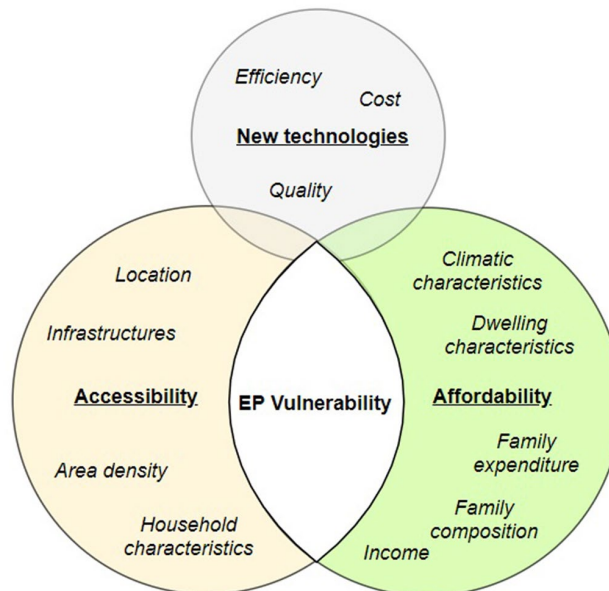 Efficiency
Cost
New technologies
Quality
Location
Infrastructures
Accessibility
Area density
Household
characteristics
EP Vulnerability
Climatic
characteristics
Dwelling
characteristics
Affordability
Family
expenditure
Family
composition
Income